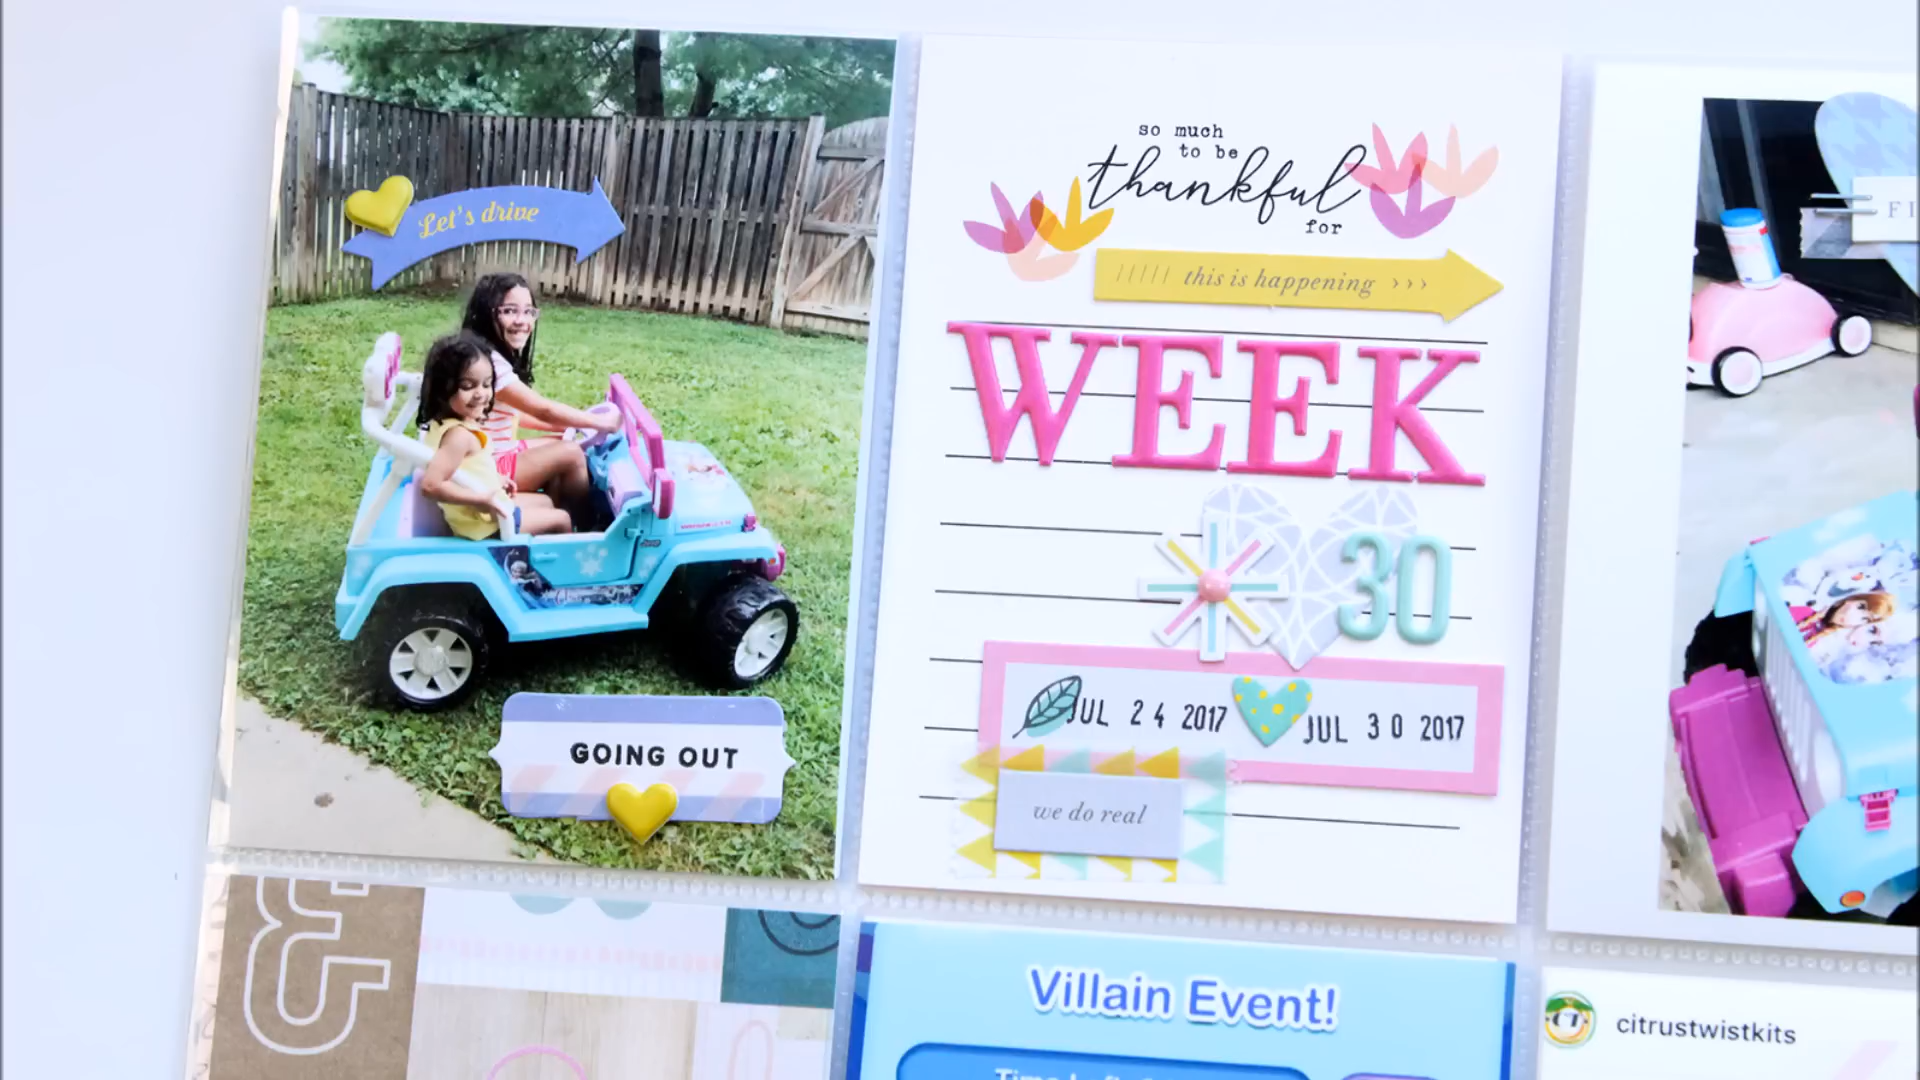 Let's drive
GOING OUT
so much
to be
thankful
for
this is happening >>>
WEEK
30
JUL 24 2017
JUL 30 2017
we do real
&
Villain Event!
citrustwistkits